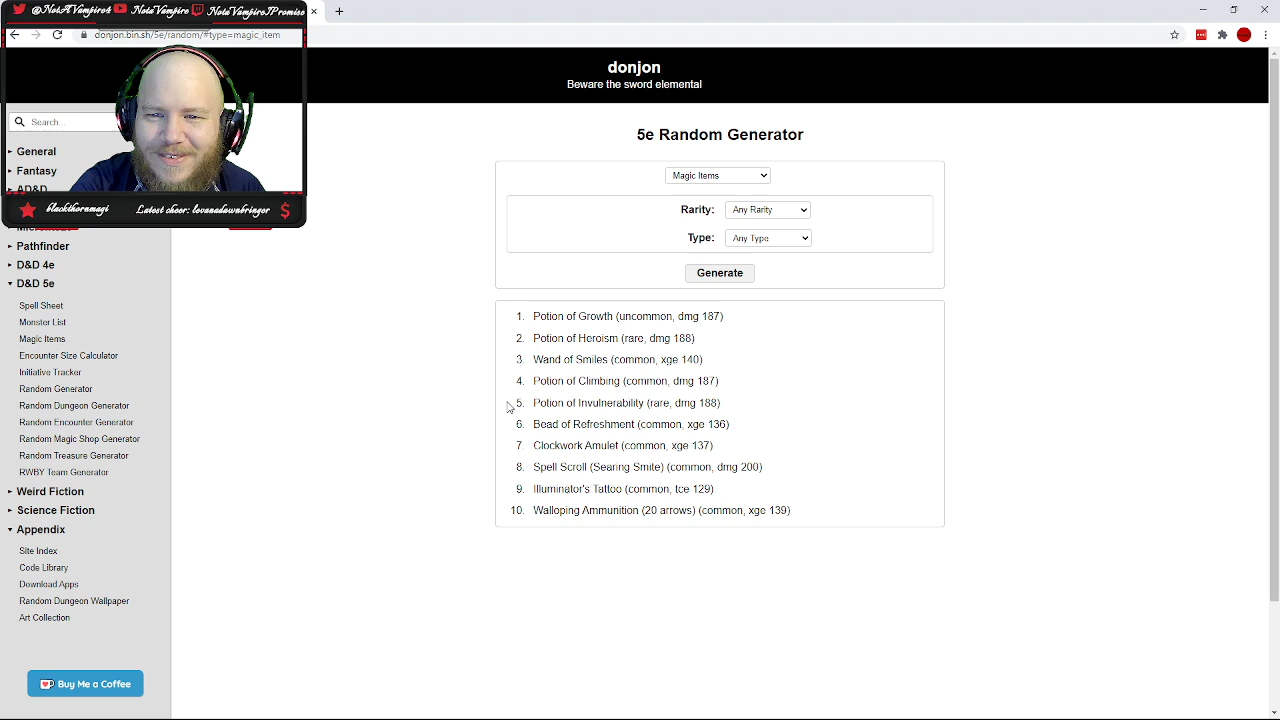 @NotAVampire4 NotaVampire NotaVampireIPromise
donjon.bin.sh/5e/random/#type=magic_item
donjon
Beware the sword elemental
Search...
General
Fantasy
AD&D
Pathfinder
D&D 4e
D&D 5e
Spell Sheet
Monster List
Magic Items
Encounter Size Calculator
Initiative Tracker
Random Generator
Random Dungeon Generator
Random Encounter Generator
Random Magic Shop Generator
Random Treasure Generator
RWBY Team Generator
Weird Fiction
Science Fiction
Appendix
Site Index
Code Library
Download Apps
Random Dungeon Wallpaper
Art Collection
Buy Me a Coffee
blackthornmagi Latest cheer: lovanadawnbringer $
5e Random Generator
Magic Items
Rarity: Any Rarity
Type: Any Type
Generate
1. Potion of Growth (uncommon, dmg 187)
2. Potion of Heroism (rare, dmg 188)
3. Wand of Smiles (common, xge 140)
4. Potion of Climbing (common, dmg 187)
5. Potion of Invulnerability (rare, dmg 188)
6. Bead of Refreshment (common, xge 136)
7. Clockwork Amulet (common, xge 137)
8. Spell Scroll (Searing Smite) (common, dmg 200)
9. Illuminator's Tattoo (common, tce 129)
10. Walloping Ammunition (20 arrows) (common, xge 139)